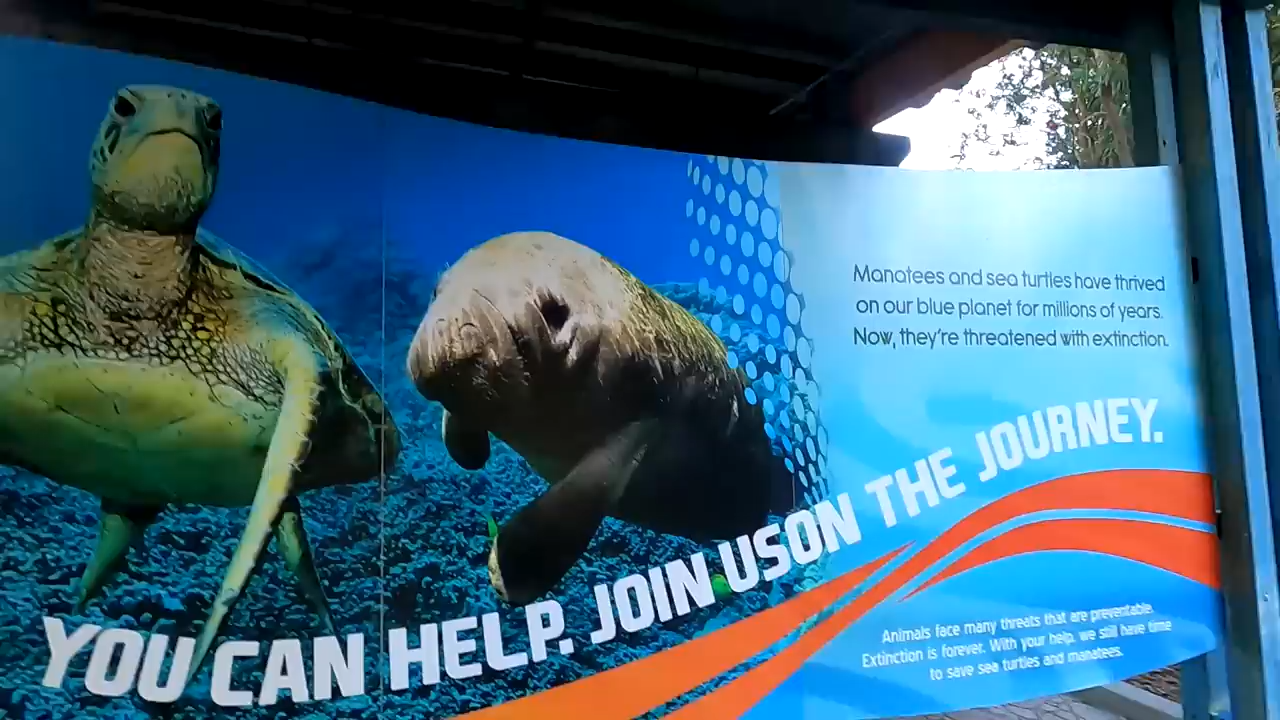 Manatees and sea turtles have thrived
on our blue planet for millions of years.
Now, they're threatened with extinction.
YOU CAN HELP. JOIN USON THE JOURNEY.
Animals face many threats that are preventable.
Extinction is forever. With your help, we still have time
to save sea turtles and manatees.